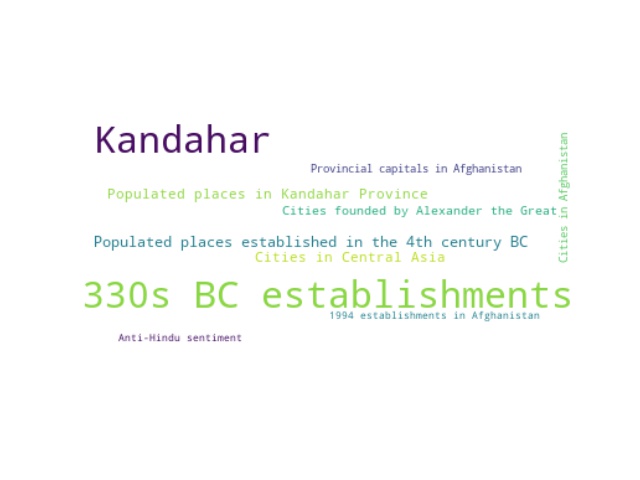 Kandahar
Provincial capitals in Afghanistan
Cities in Afghanistan
Populated places in Kandahar Province
Cities founded by Alexander the Great
Populated places established in the 4th century BC
Cities in Central Asia
330s BC establishments
1994 establishments in Afghanistan
Anti-Hindu sentiment